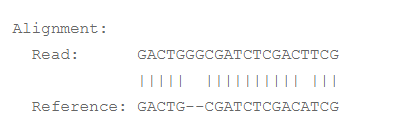 Alignment:
Read: GACTGGGCGATCTCGACTTCG
||||| |||||||||| |||
Reference: GACTG--CGATCTCGACATCG